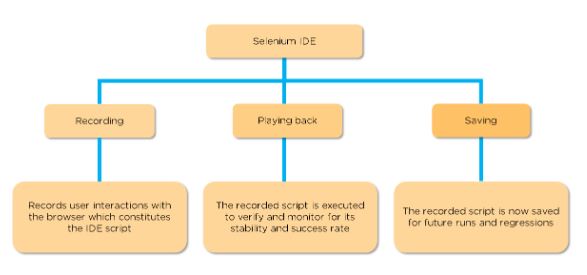 Selenium IDE
Recording
Playing back
Saving
Records user interactions with
the browser which constitutes
the IDE script
The recorded script is executed
to verify and monitor for its
stability and success rate
The recorded script is now saved
for future runs and regressions